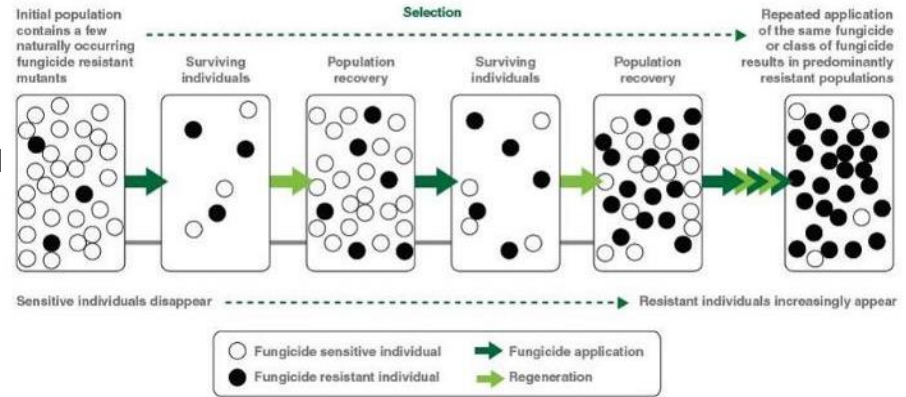 Initial population
contains a few
naturally occurring
fungicide resistant
mutants
Selection
Repeated application
of the same fungicide
or class of fungicide
results in predominantly
resistant populations
Surviving
individuals
Population
recovery
Surviving
individuals
Population
recovery
Sensitive individuals disappear
Resistant individuals increasingly appear
Fungicide sensitive individual
Fungicide application
Fungicide resistant individual
Regeneration